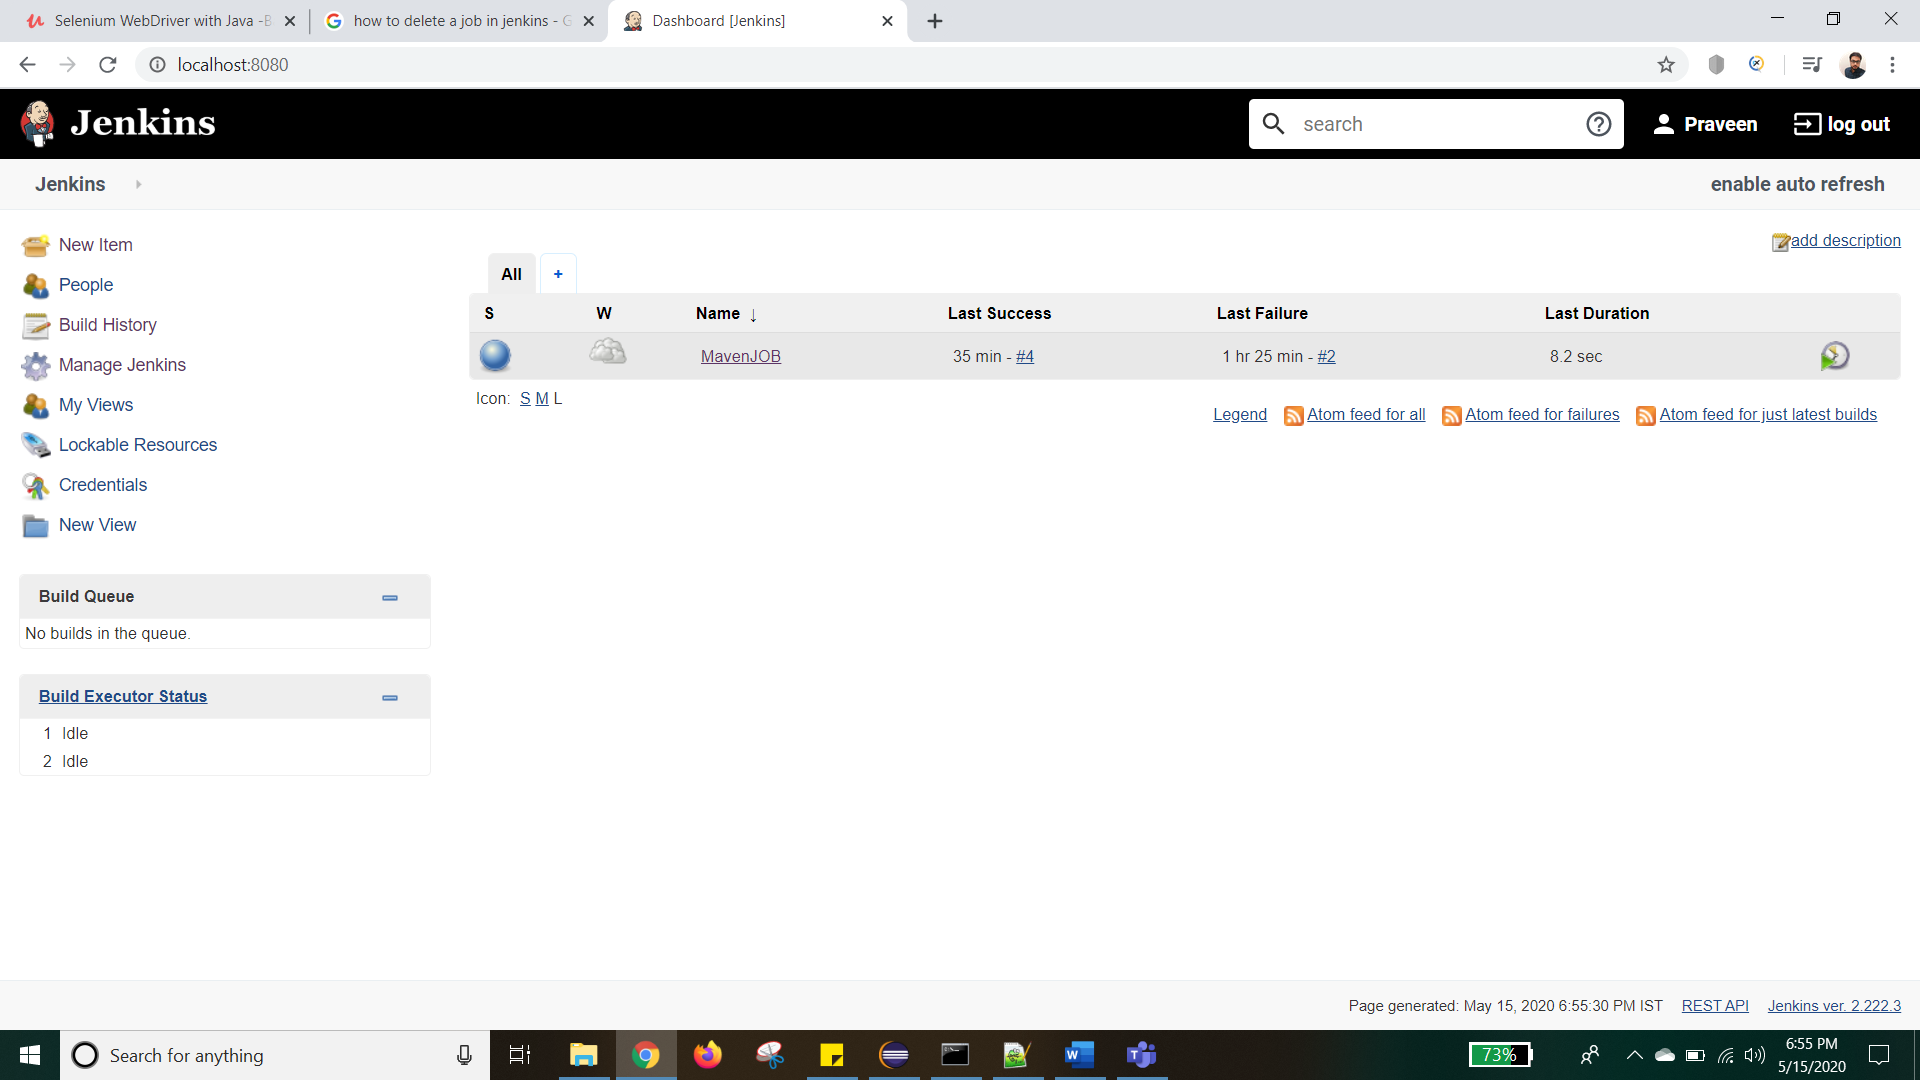 Selenium WebDriver with Java -B
how to delete a job in jenkins - G
Dashboard [Jenkins]
localhost:8080
Jenkins
search
Praveen
log out
Jenkins
enable auto refresh
New Item
People
Build History
Manage Jenkins
My Views
Lockable Resources
Credentials
New View
add description
All +
S W Name ↓ Last Success Last Failure Last Duration
MavenJOB 35 min - #4 1 hr 25 min - #2 8.2 sec
Icon: S M L
Legend Atom feed for all Atom feed for failures Atom feed for just latest builds
Build Queue
No builds in the queue.
Build Executor Status
1 Idle
2 Idle
Page generated: May 15, 2020 6:55:30 PM IST REST API Jenkins ver. 2.222.3
Search for anything
73%
6:55 PM
5/15/2020